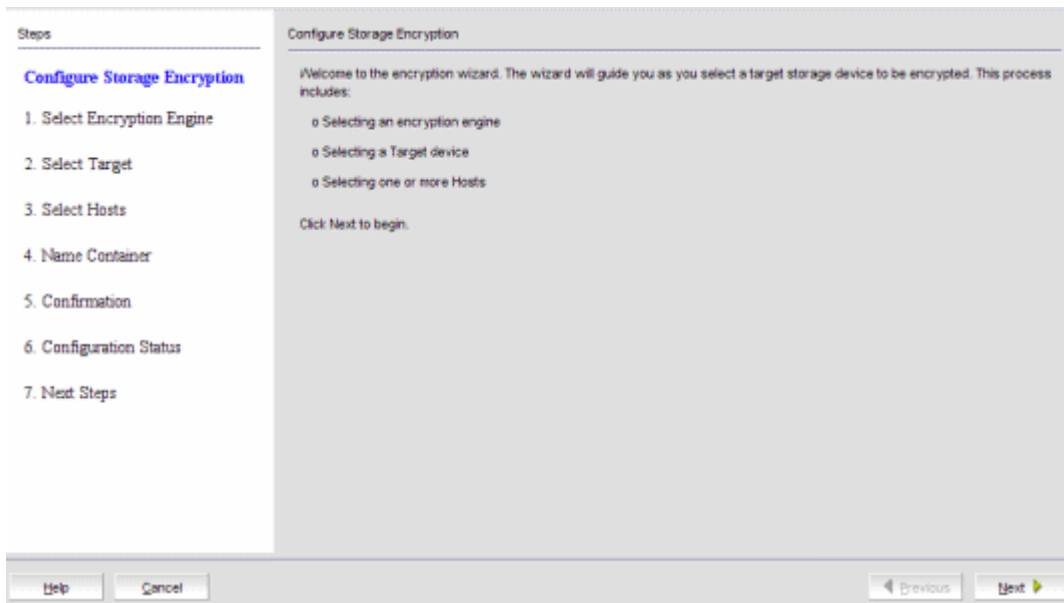 Steps
Configure Storage Encryption
1. Select Encryption Engine
2. Select Target
3. Select Hosts
4. Name Container
5. Confirmation
6. Configuration Status
7. Next Steps
Configure Storage Encryption
Welcome to the encryption wizard. The wizard will guide you as you select a target storage device to be encrypted. This process
includes:
o Selecting an encryption engine
o Selecting a Target device
o Selecting one or more Hosts
Click Next to begin.
Help
Cancel
Previous
Next